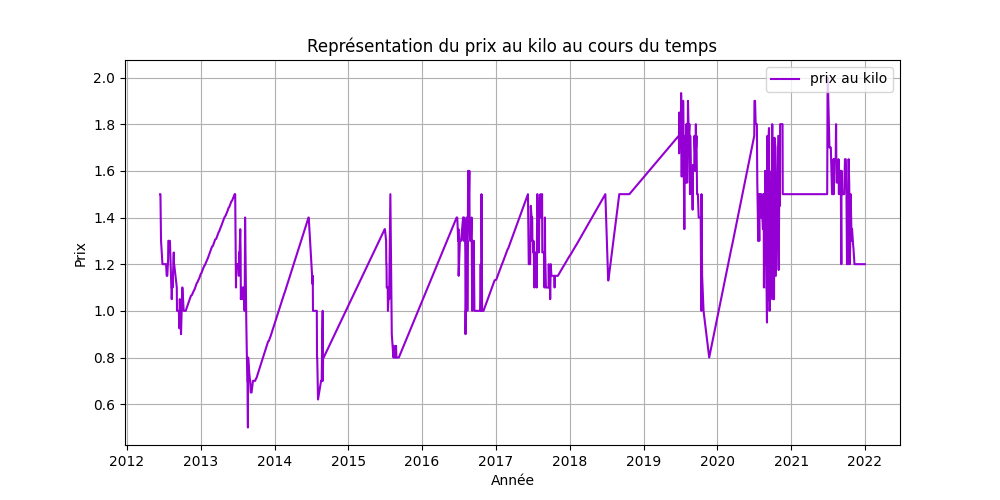 Représentation du prix au kilo au cours du temps
prix au kilo
2.0
1.8
1.6
1.4
1.2
1.0
0.8
0.6
Prix
2012 2013 2014 2015 2016 2017 2018 2019 2020 2021 2022
Année